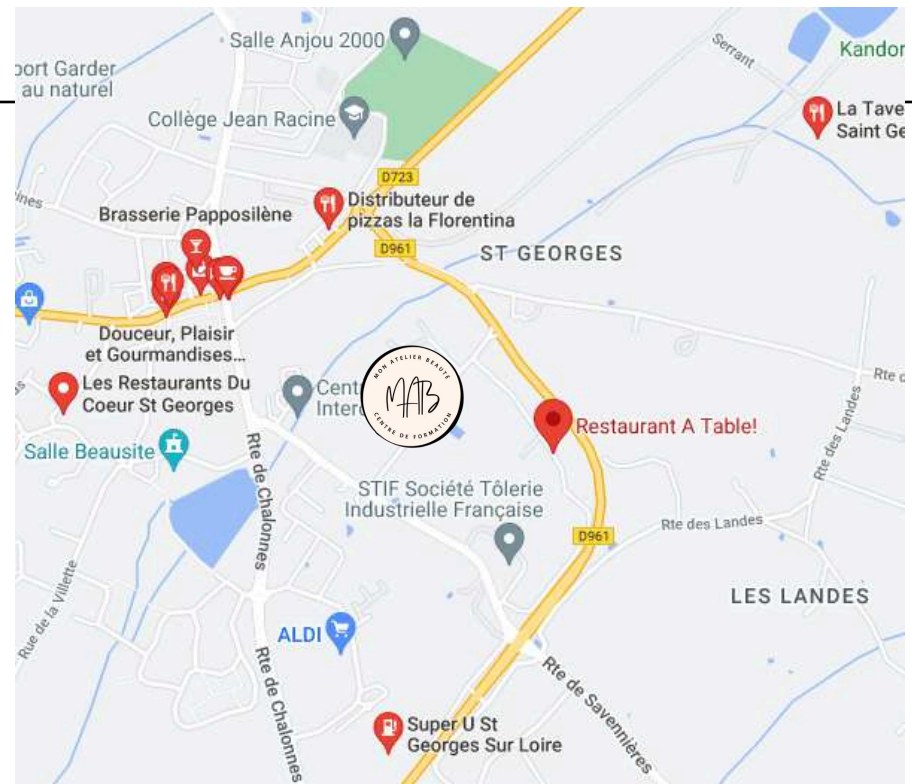 Salle Anjou 2000
port Garder
au naturel
Serrant
Kandor
La Tave
Saint Ge
Collège Jean Racine
D723
Distributeur de
pizzas la Florentina
Brasserie Papposilène
D961
ST GEORGES
Douceur, Plaisir
et Gourmandises...
Les Restaurants Du
Coeur St Georges
Cent
Interc
MON ATELIER BEAUTÉ
MAB
CENTRE DE FORMATION
Rte d
Rte des Landes
Restaurant A Table!
Salle Beausite
Rte de Chalonnes
STIF Société Tôlerie
Industrielle Française
Rte des Landes
D961
LES LANDES
Rue de la Villette
ALDI
Rte de Chalonnes
Rte de Savennières
Super U St
Georges Sur Loire